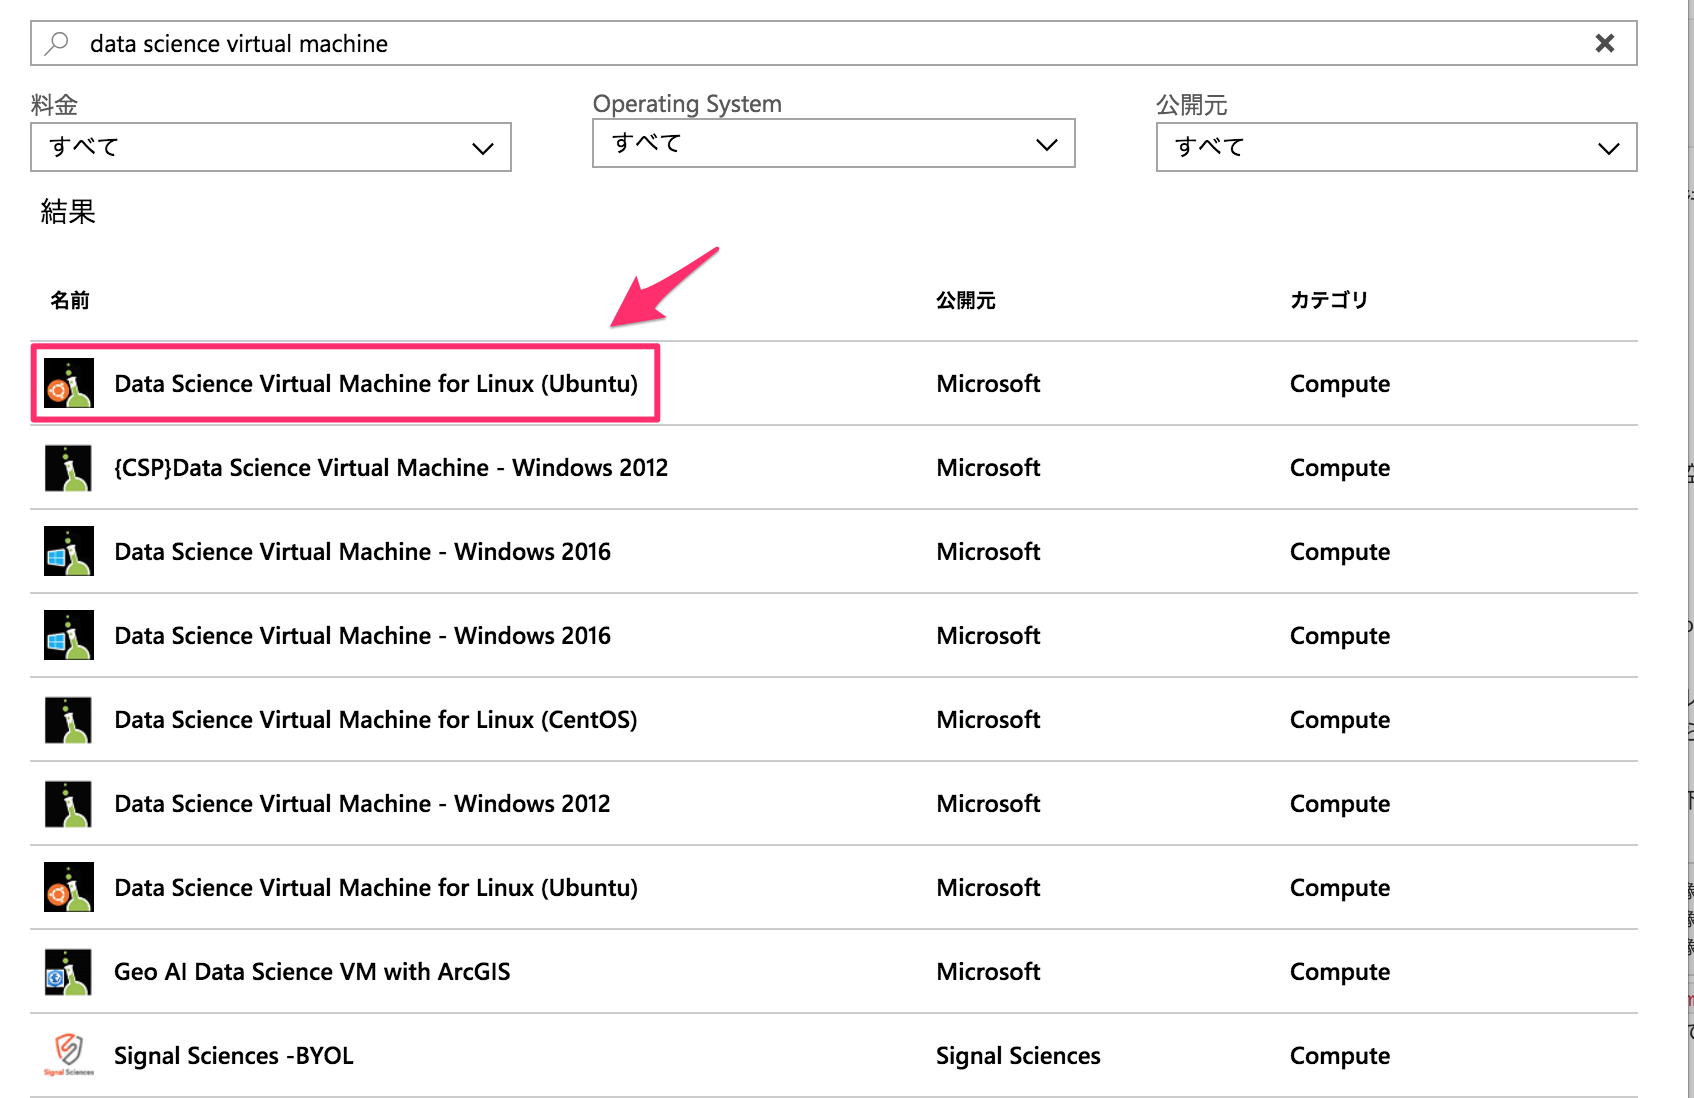 data science virtual machine
料金 Operating System 公開元
すべて すべて すべて
結果
名前 公開元 カテゴリ
Data Science Virtual Machine for Linux (Ubuntu) Microsoft Compute
{CSP}Data Science Virtual Machine - Windows 2012 Microsoft Compute
Data Science Virtual Machine - Windows 2016 Microsoft Compute
Data Science Virtual Machine - Windows 2016 Microsoft Compute
Data Science Virtual Machine for Linux (CentOS) Microsoft Compute
Data Science Virtual Machine - Windows 2012 Microsoft Compute
Data Science Virtual Machine for Linux (Ubuntu) Microsoft Compute
Geo AI Data Science VM with ArcGIS Microsoft Compute
Signal Sciences -BYOL Signal Sciences Compute
Signal Sciences